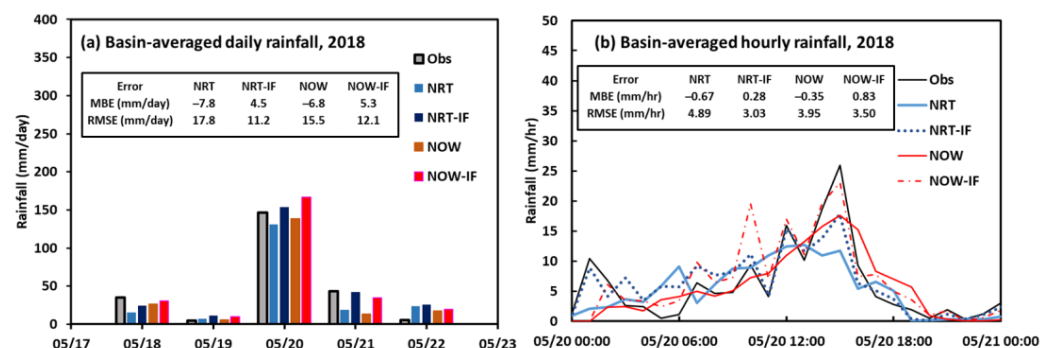 (a) Basin-averaged daily rainfall, 2018
Error NRT NRT-IF NOW NOW-IF
MBE (mm/day) –7.8 4.5 –6.8 5.3
RMSE (mm/day) 17.8 11.2 15.5 12.1
Obs
NRT
NRT-IF
NOW
NOW-IF
Rainfall (mm/day)
400
350
300
250
200
150
100
50
0
05/17 05/18 05/19 05/20 05/21 05/22 05/23
(b) Basin-averaged hourly rainfall, 2018
Error NRT NRT-IF NOW NOW-IF
MBE (mm/hr) –0.67 0.28 –0.35 0.83
RMSE (mm/hr) 4.89 3.03 3.95 3.50
Obs
NRT
NRT-IF
NOW
NOW-IF
Rainfall (mm/hr)
50
45
40
35
30
25
20
15
10
5
0
05/20 00:00 05/20 06:00 05/20 12:00 05/20 18:00 05/21 00:00